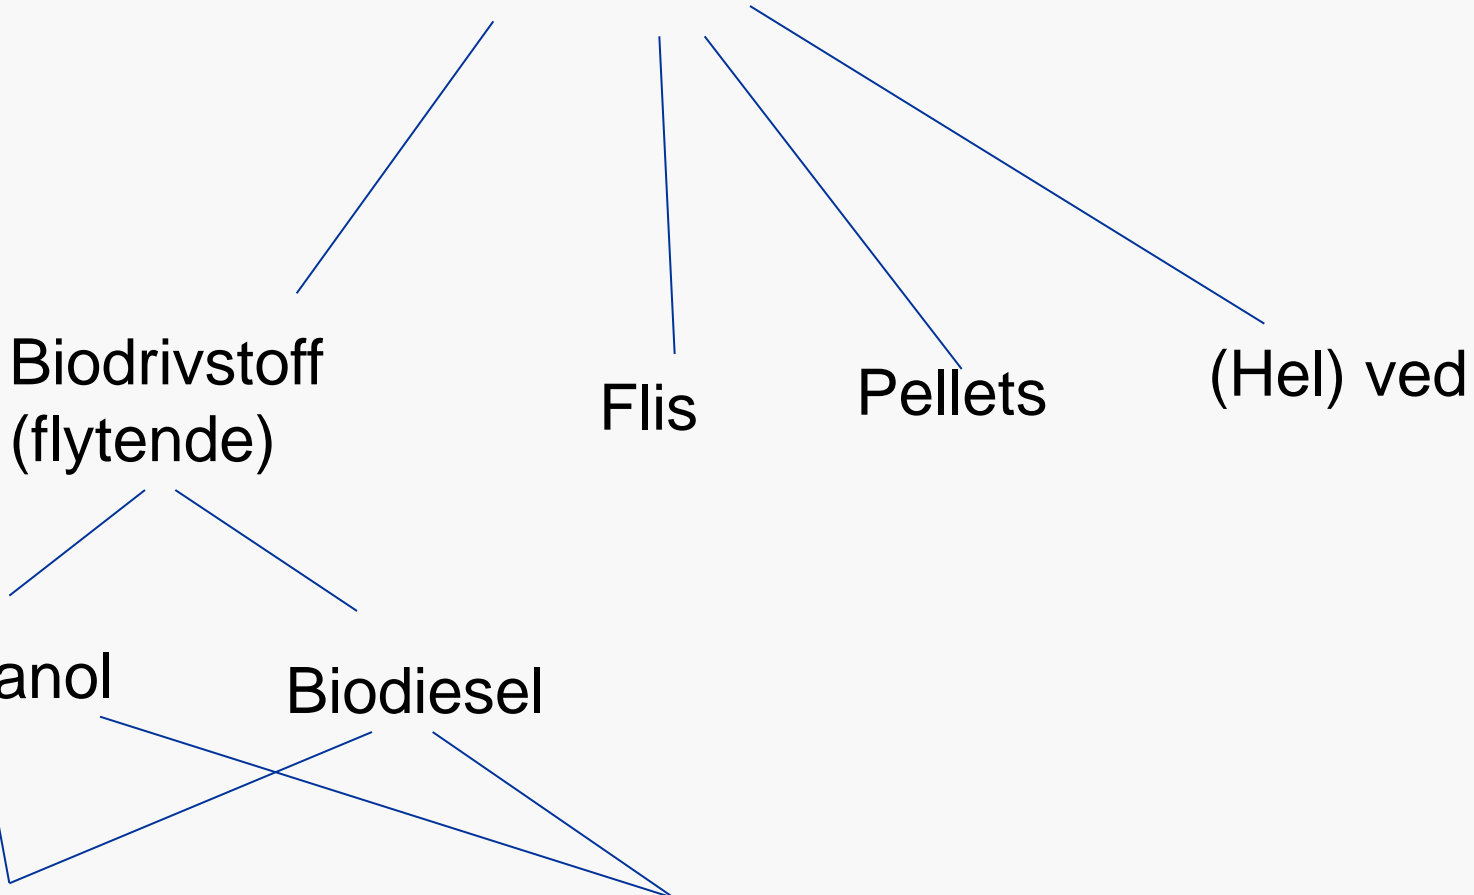 Biodrivstoff
(flytende)
Flis
Pellets
(Hel) ved
anol
Biodiesel